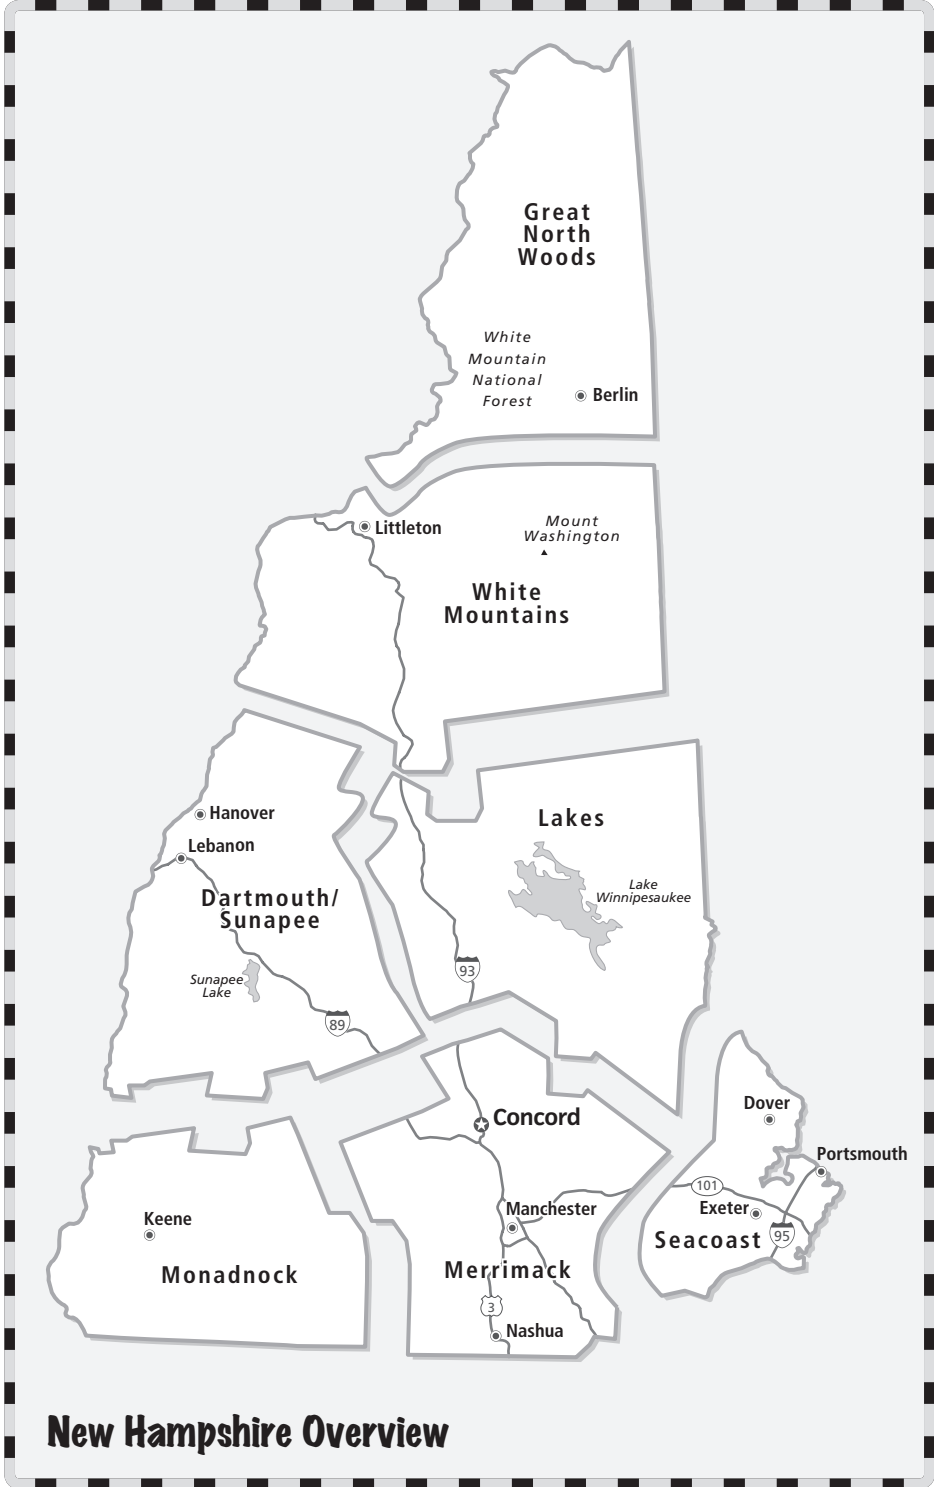 Great
North
Woods
White
Mountain
National
Forest
Berlin
Littleton
Mount
Washington
White
Mountains
Hanover
Lebanon
Dartmouth/
Sunapee
Sunapee
Lake
89
Lakes
Lake
Winnipesaukee
93
Concord
Manchester
Merrimack
3
Nashua
Keene
Monadnock
Dover
Portsmouth
101
Exeter
Seacoast
95
New Hampshire Overview